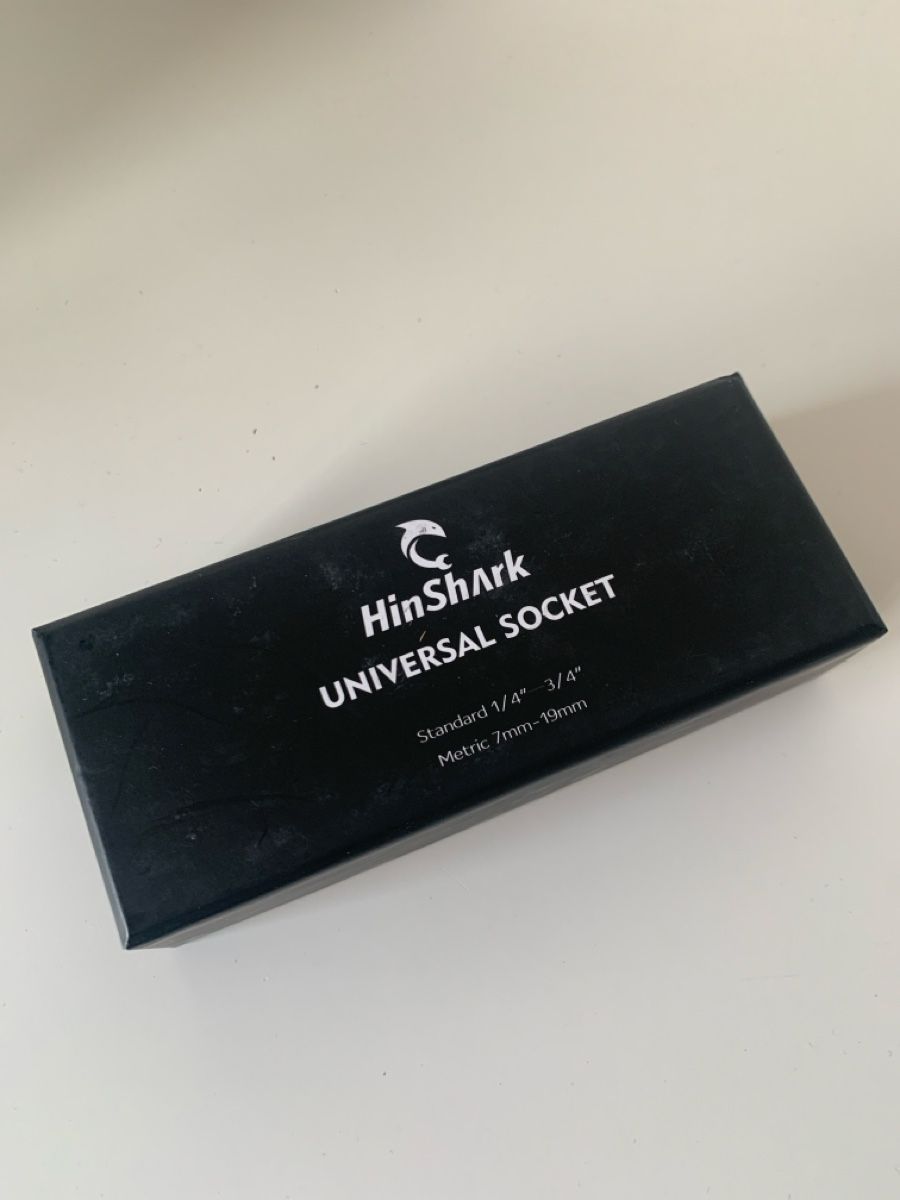 HinShArk
UNIVERSAL SOCKET
Standard 1/4"—3/4"
Metric 7mm-19mm